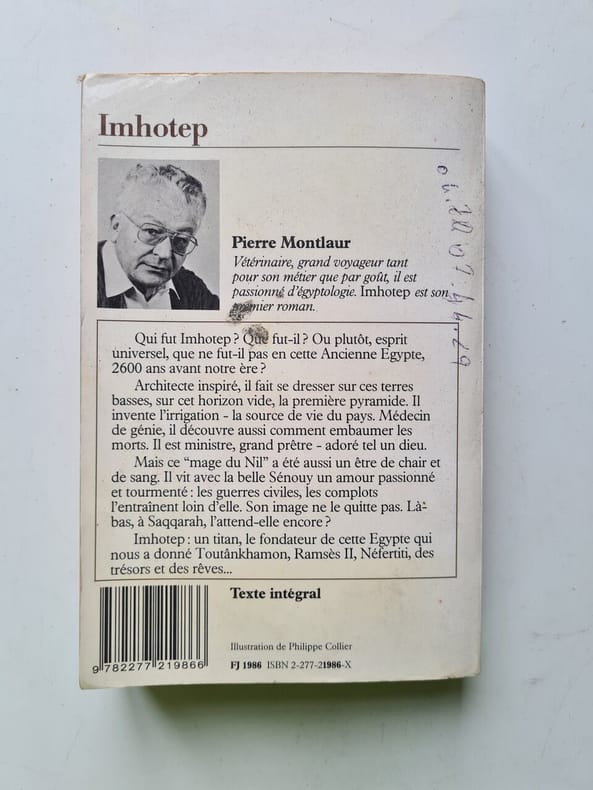 Imhotep
Pierre Montlaur
Vétérinaire, grand voyageur tant
pour son métier que par goût, il est
passionné d'égyptologie. Imhotep est son
premier roman.
Qui fut Imhotep ? Que fut-il ? Ou plutôt, esprit
universel, que ne fut-il pas en cette Ancienne Egypte,
2600 ans avant notre ère ?
Architecte inspiré, il fait se dresser sur ces terres
basses, sur cet horizon vide, la première pyramide. Il
invente l'irrigation - la source de vie du pays. Médecin
de génie, il découvre aussi comment embaumer les
morts. Il est ministre, grand prêtre - adoré tel un dieu.
Mais ce "mage du Nil" a été aussi un être de chair et
de sang. Il vit avec la belle Sénouy un amour passionné
et tourmenté : les guerres civiles, les complots
l'entraînent loin d'elle. Son image ne le quitte pas. Là-
bas, à Saqqarah, l'attend-elle encore ?
Imhotep : un titan, le fondateur de cette Egypte qui
nous a donné Toutânkhamon, Ramsès II, Néfertiti, des
trésors et des rêves...
Texte intégral
Illustration de Philippe Collier
FJ 1986 ISBN 2-277-21986-X
9 782277 219866